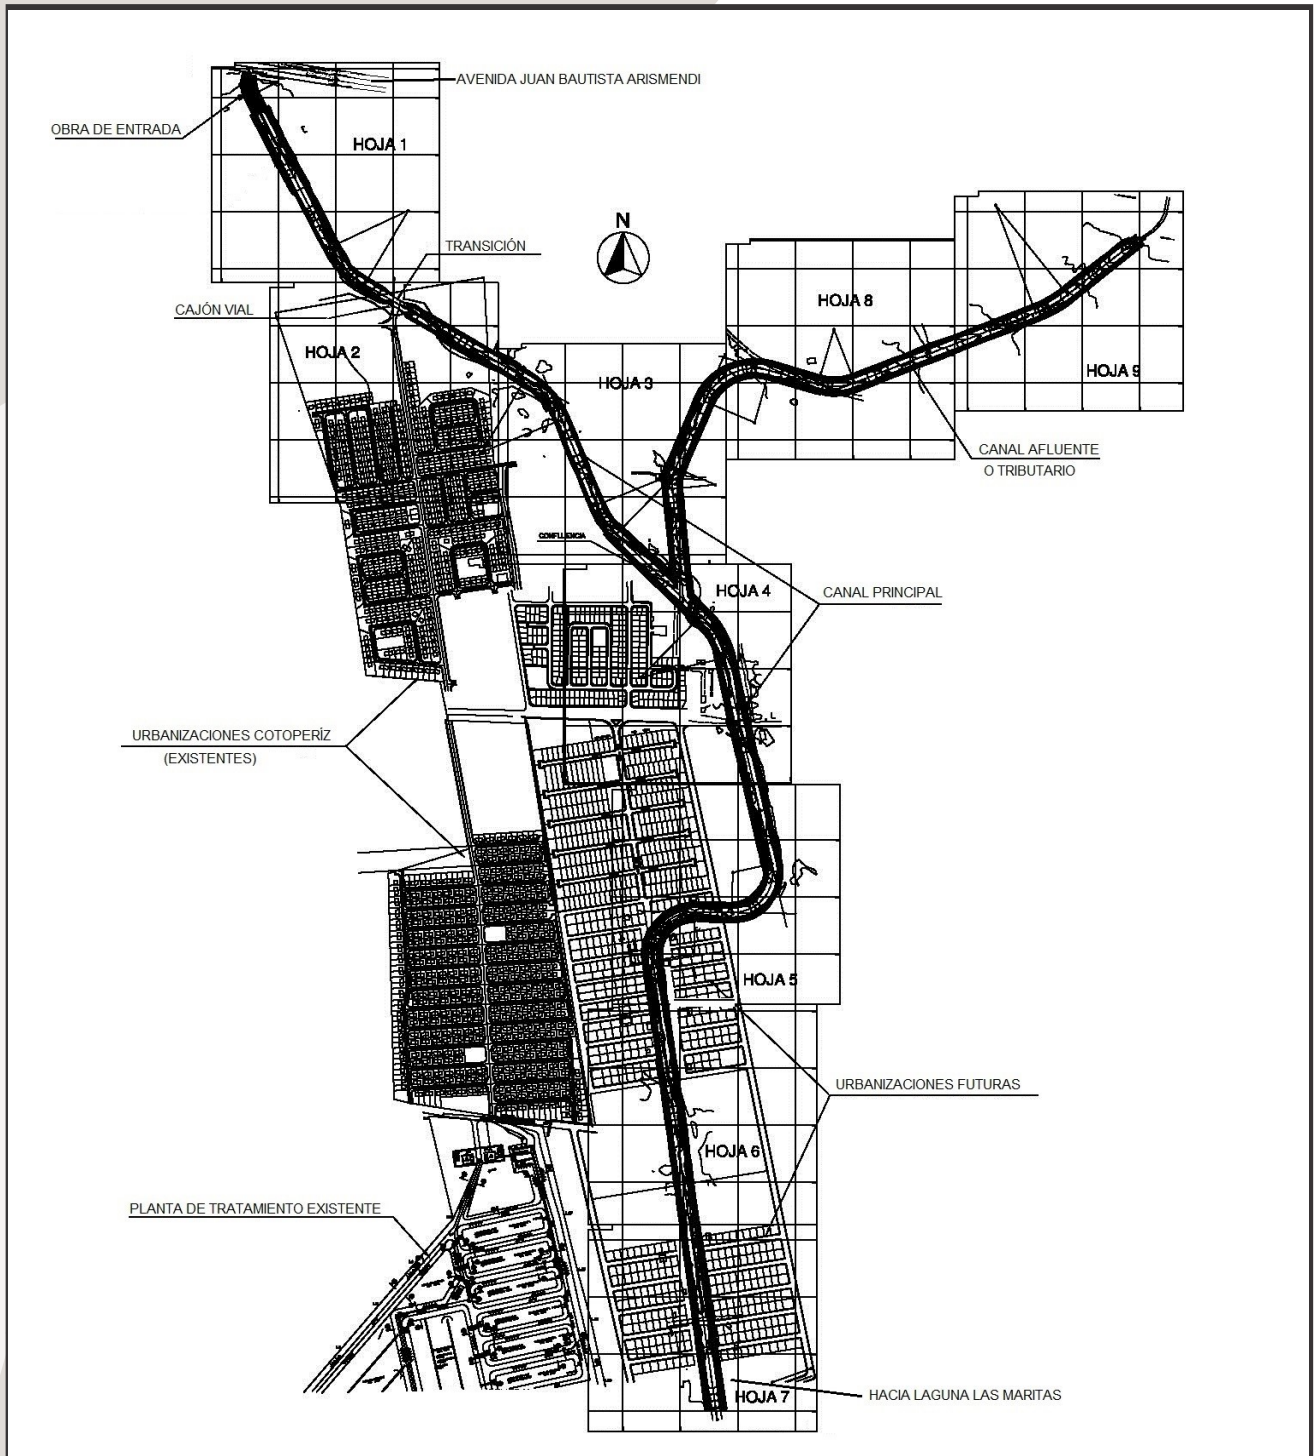 AVENIDA JUAN BAUTISTA ARISMENDI
OBRA DE ENTRADA
HOJA 1
N
TRANSICIÓN
CAJÓN VIAL
HOJA 8
HOJA 2
HOJA 3
HOJA 9
CANAL AFLUENTE
O TRIBUTARIO
CONFLUENCIA
HOJA 4
CANAL PRINCIPAL
URBANIZACIONES COTOPERÍZ
(EXISTENTES)
HOJA 5
URBANIZACIONES FUTURAS
HOJA 6
PLANTA DE TRATAMIENTO EXISTENTE
HOJA 7
HACIA LAGUNA LAS MARITAS